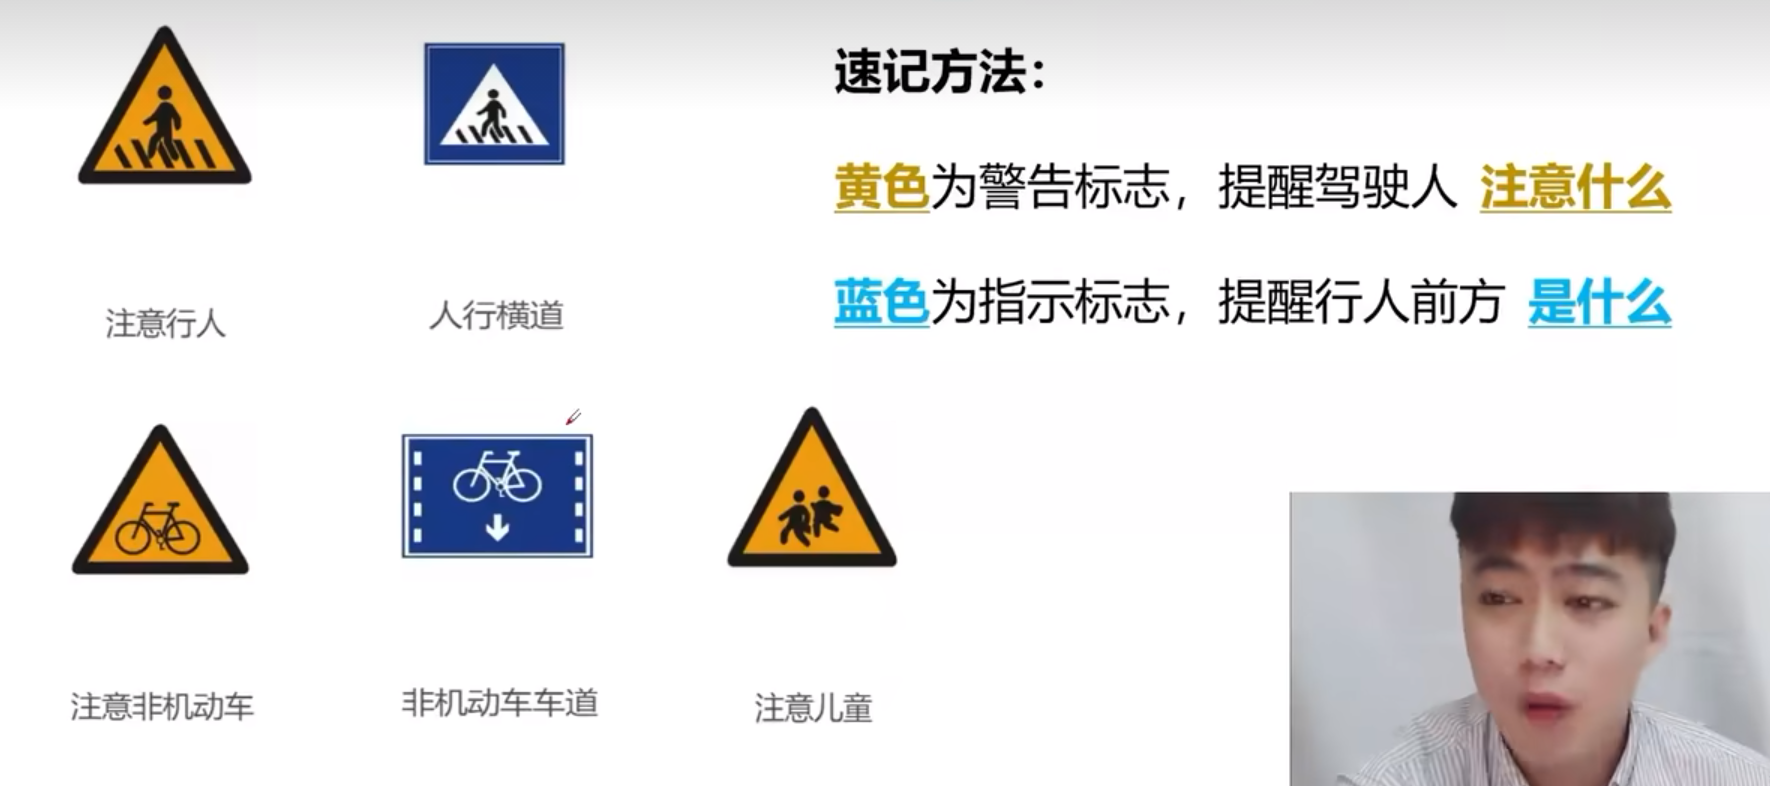 速记方法：
黄色为警告标志，提醒驾驶人 注意什么
蓝色为指示标志，提醒行人前方 是什么
注意行人
人行横道
注意非机动车
非机动车车道
注意儿童